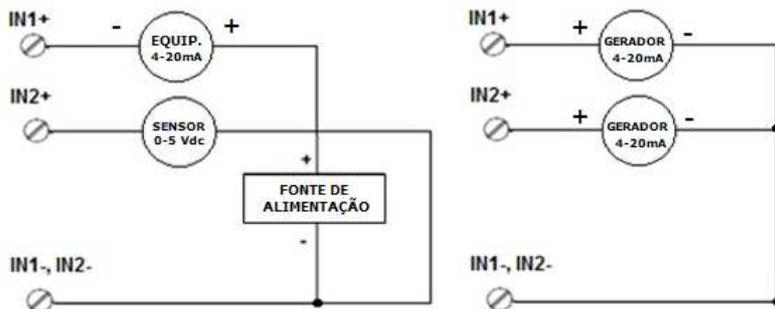 IN1+
-
EQUIP.
4-20mA
+
IN2+
SENSOR
0-5 Vdc
+
FONTE DE
ALIMENTAÇÃO
-
IN1-, IN2-
IN1+
+
GERADOR
4-20mA
-
IN2+
+
GERADOR
4-20mA
-
IN1-, IN2-